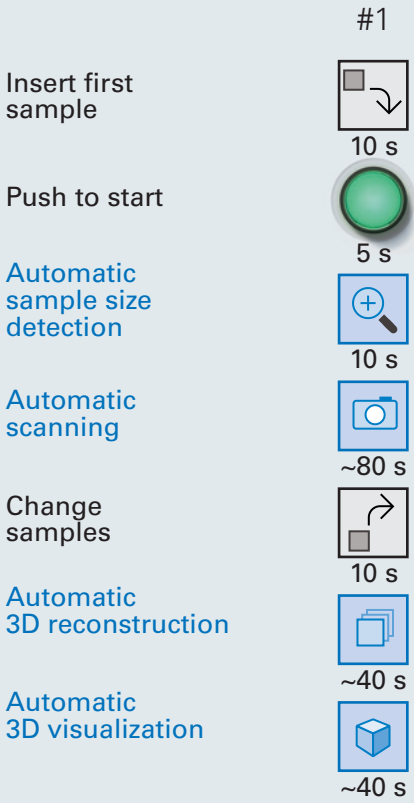 #1
Insert first
sample
10 s
Push to start
5 s
Automatic
sample size
detection
10 s
Automatic
scanning
~80 s
Change
samples
10 s
Automatic
3D reconstruction
~40 s
Automatic
3D visualization
~40 s